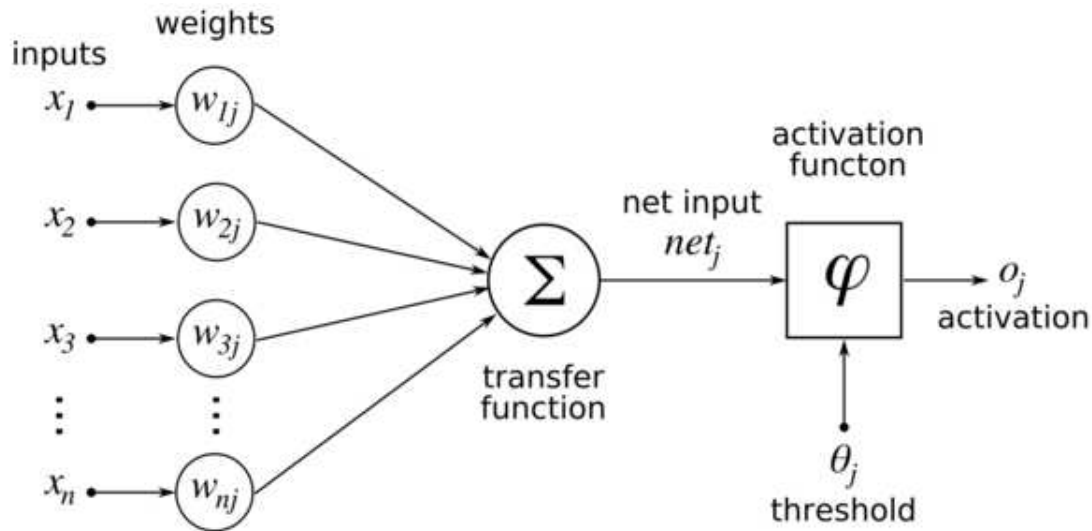 weights
inputs
x1 w1j
x2 w2j
x3 w3j
⋮ ⋮
xn wnj
Σ
transfer
function
net input
netj
activation
functon
φ
oj
activation
θj
threshold